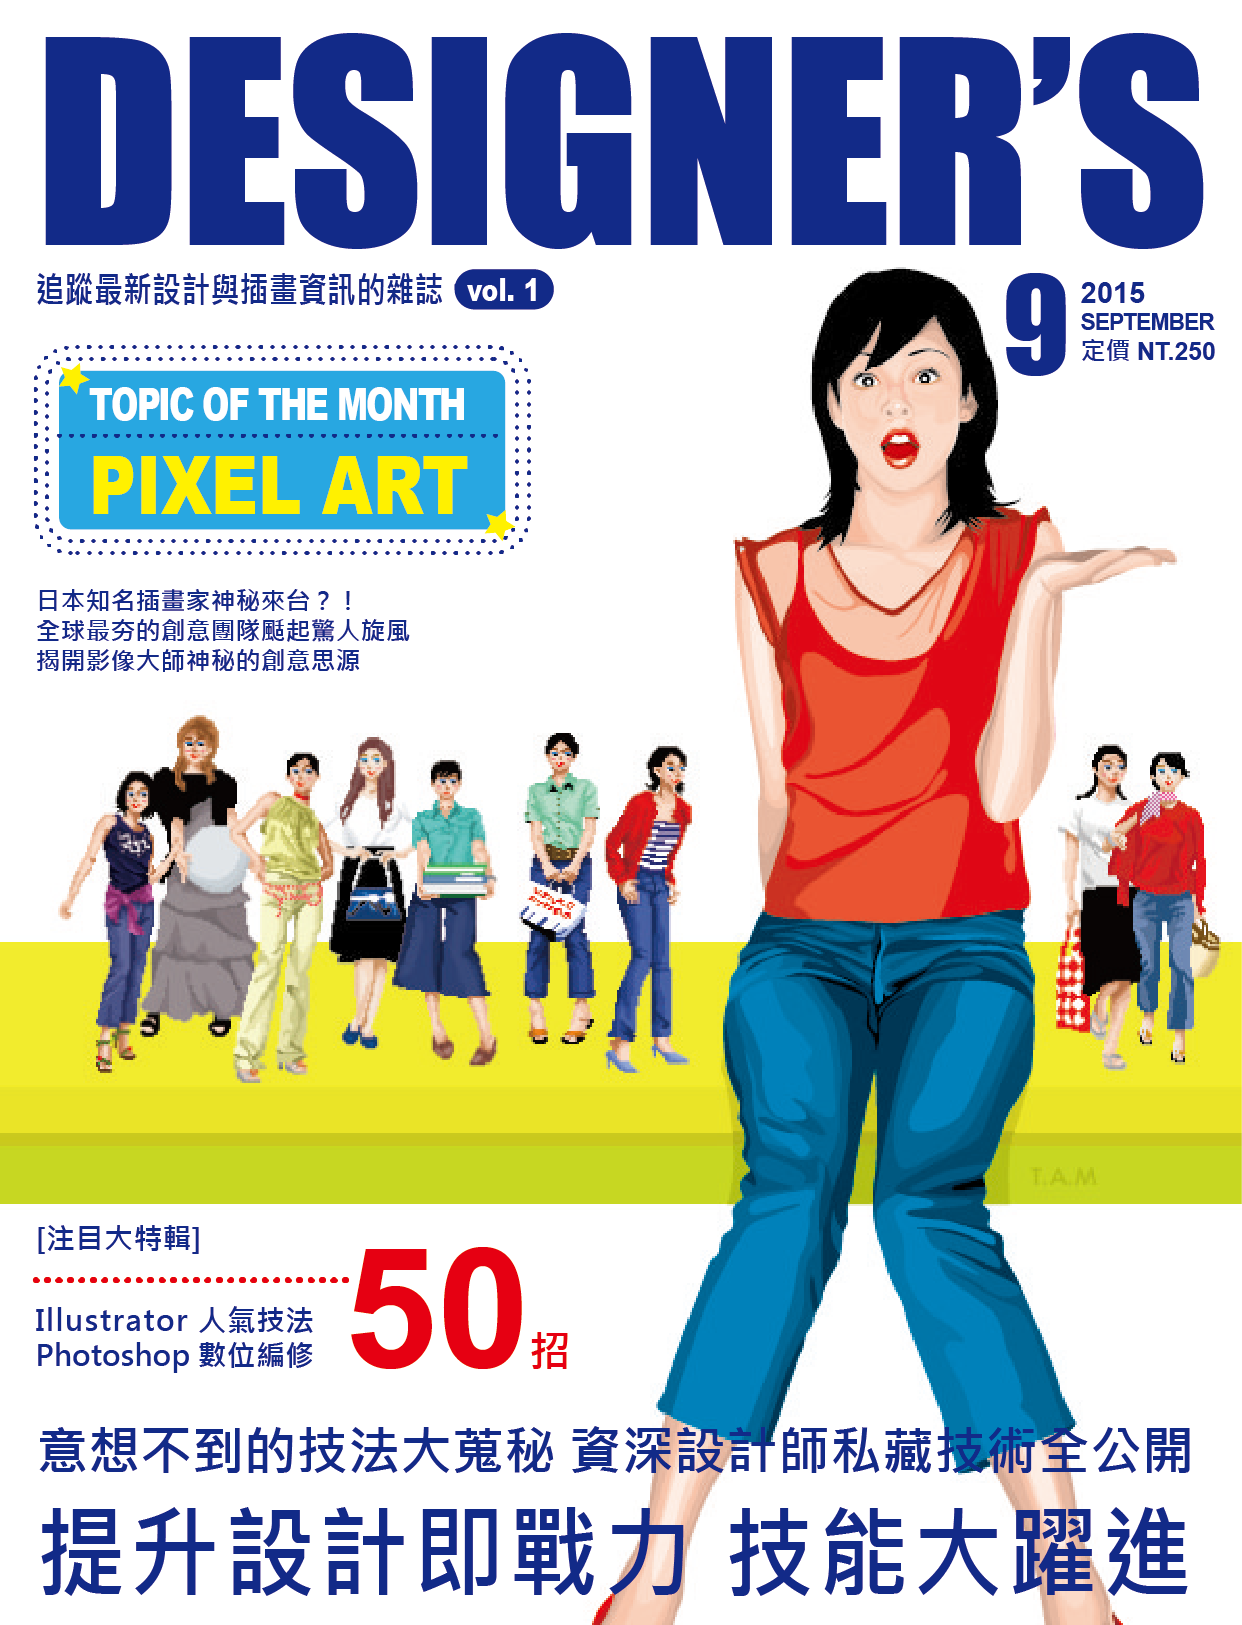 DESIGNER'S
追蹤最新設計與插畫資訊的雜誌 vol. 1
9
2015
SEPTEMBER
定價 NT.250
TOPIC OF THE MONTH
PIXEL ART
日本知名插畫家神秘來台？！
全球最夯的創意團隊颳起驚人旋風
揭開影像大師神秘的創意思源
T.A.M
[注目大特輯]
Illustrator 人氣技法
Photoshop 數位編修
50招
意想不到的技法大蒐秘 資深設計師私藏技術全公開
提升設計即戰力 技能大躍進